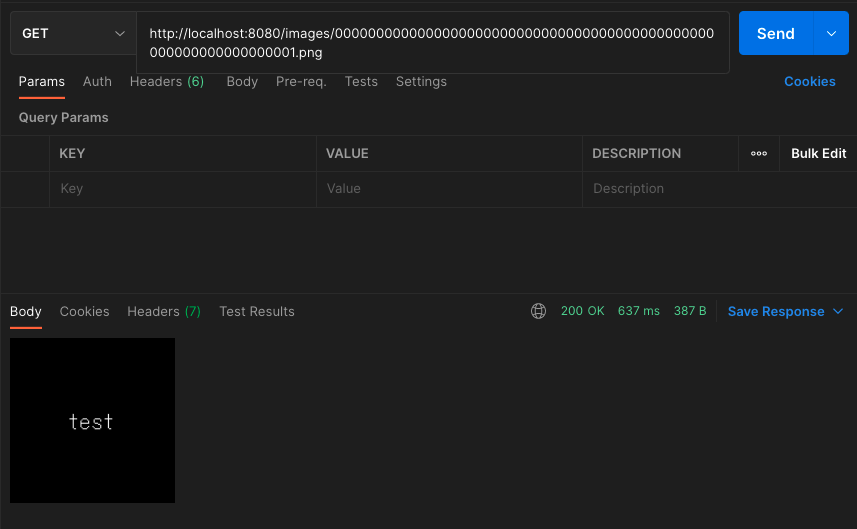 GET
http://localhost:8080/images/0000000000000000000000000000000000000000000000
000000000000000001.png
Send
Params Auth Headers (6) Body Pre-req. Tests Settings Cookies
Query Params
KEY VALUE DESCRIPTION ooo Bulk Edit
Key Value Description
Body Cookies Headers (7) Test Results 200 OK 637 ms 387 B Save Response
test